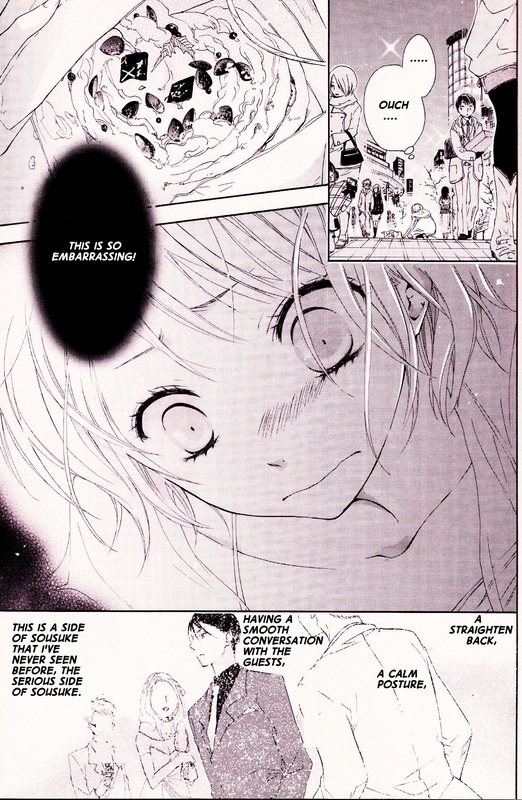 .....
OUCH
....
THIS IS SO
EMBARRASSING!
A
STRAIGHTEN
BACK,
A CALM
POSTURE,
HAVING A
SMOOTH
CONVERSATION
WITH THE
GUESTS,
THIS IS A SIDE
OF SOUSUKE
THAT I'VE
NEVER SEEN
BEFORE, THE
SERIOUS SIDE
OF SOUSUKE.